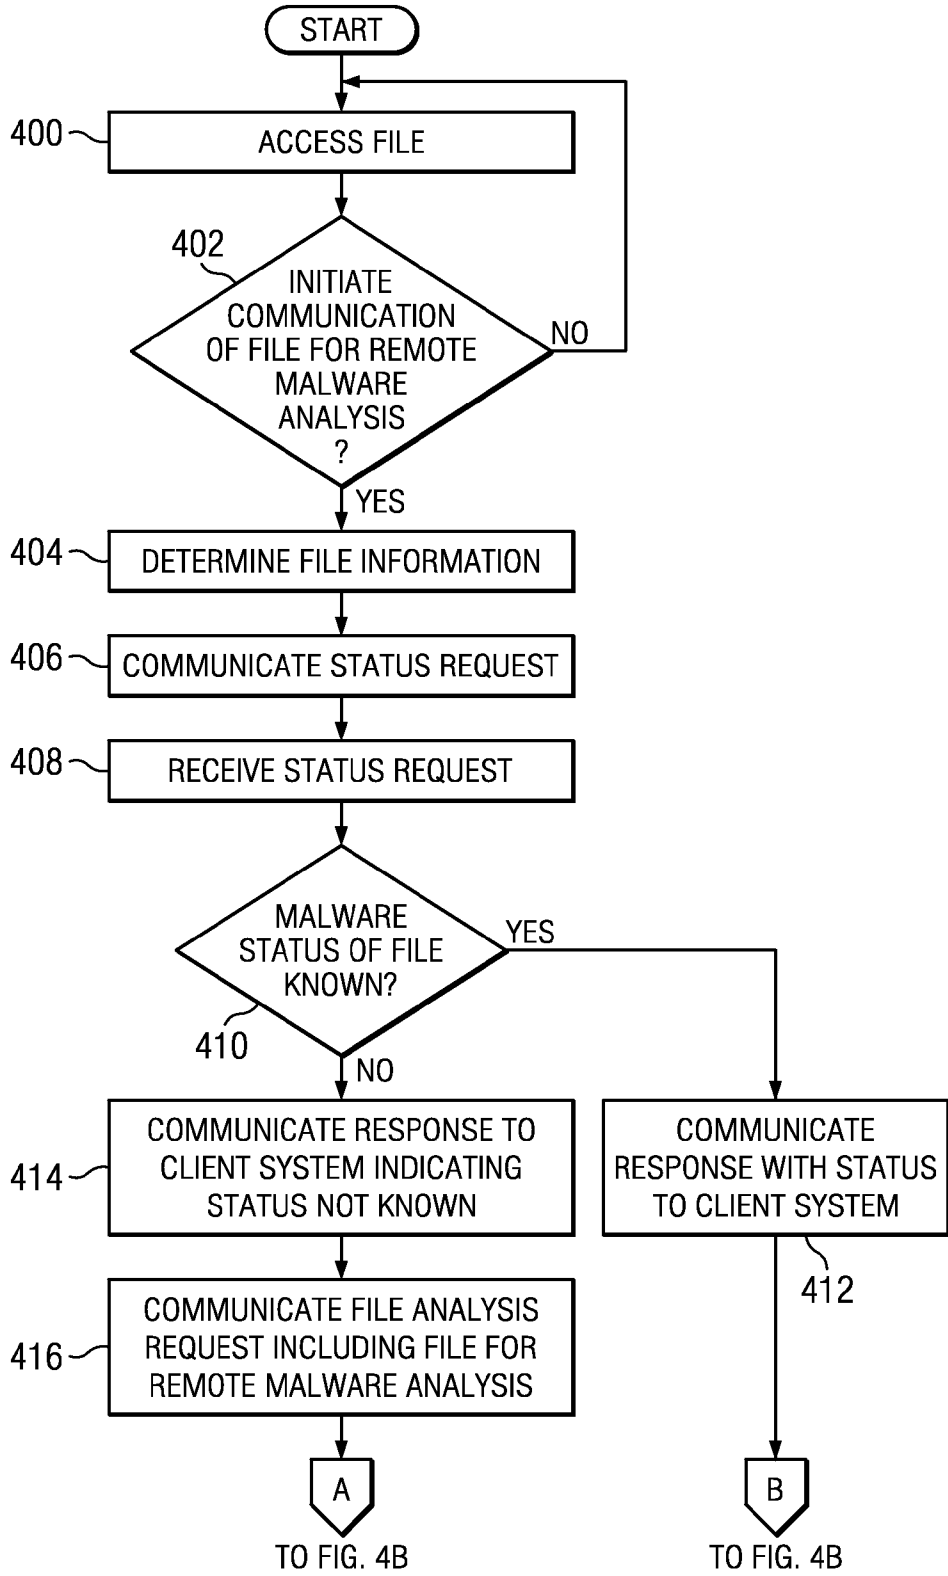 START
400
ACCESS FILE
402
INITIATE
COMMUNICATION
OF FILE FOR REMOTE
MALWARE
ANALYSIS
?
NO
YES
404
DETERMINE FILE INFORMATION
406
COMMUNICATE STATUS REQUEST
408
RECEIVE STATUS REQUEST
MALWARE
STATUS OF FILE
KNOWN?
YES
410
NO
414
COMMUNICATE RESPONSE TO
CLIENT SYSTEM INDICATING
STATUS NOT KNOWN
COMMUNICATE
RESPONSE WITH STATUS
TO CLIENT SYSTEM
412
416
COMMUNICATE FILE ANALYSIS
REQUEST INCLUDING FILE FOR
REMOTE MALWARE ANALYSIS
A
TO FIG. 4B
B
TO FIG. 4B